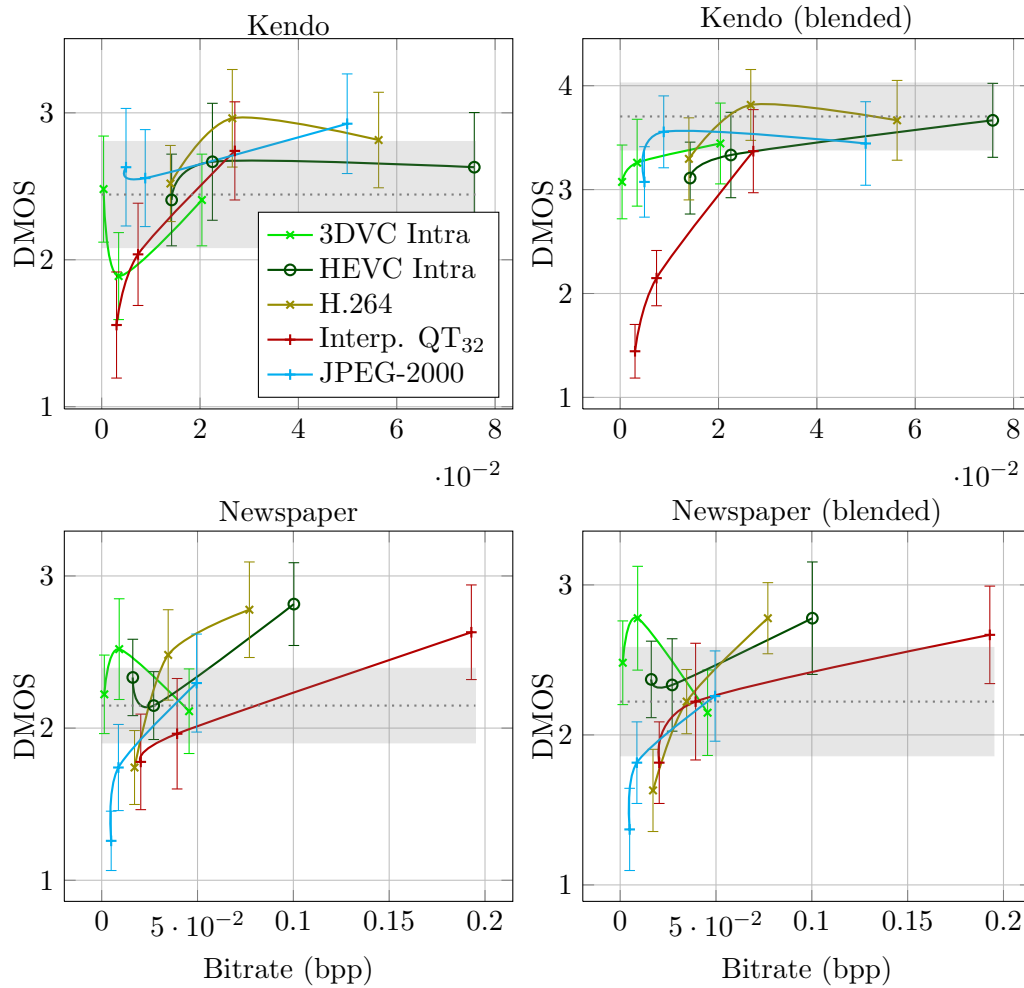 Kendo
Kendo (blended)
3
2
1
DMOS
0 2 4 6 8
·10⁻²
3DVC Intra
HEVC Intra
H.264
Interp. QT₃₂
JPEG-2000
4
3
2
1
DMOS
0 2 4 6 8
·10⁻²
Newspaper
Newspaper (blended)
3
2
1
DMOS
0 5 · 10⁻² 0.1 0.15 0.2
Bitrate (bpp)
3
2
1
DMOS
0 5 · 10⁻² 0.1 0.15 0.2
Bitrate (bpp)